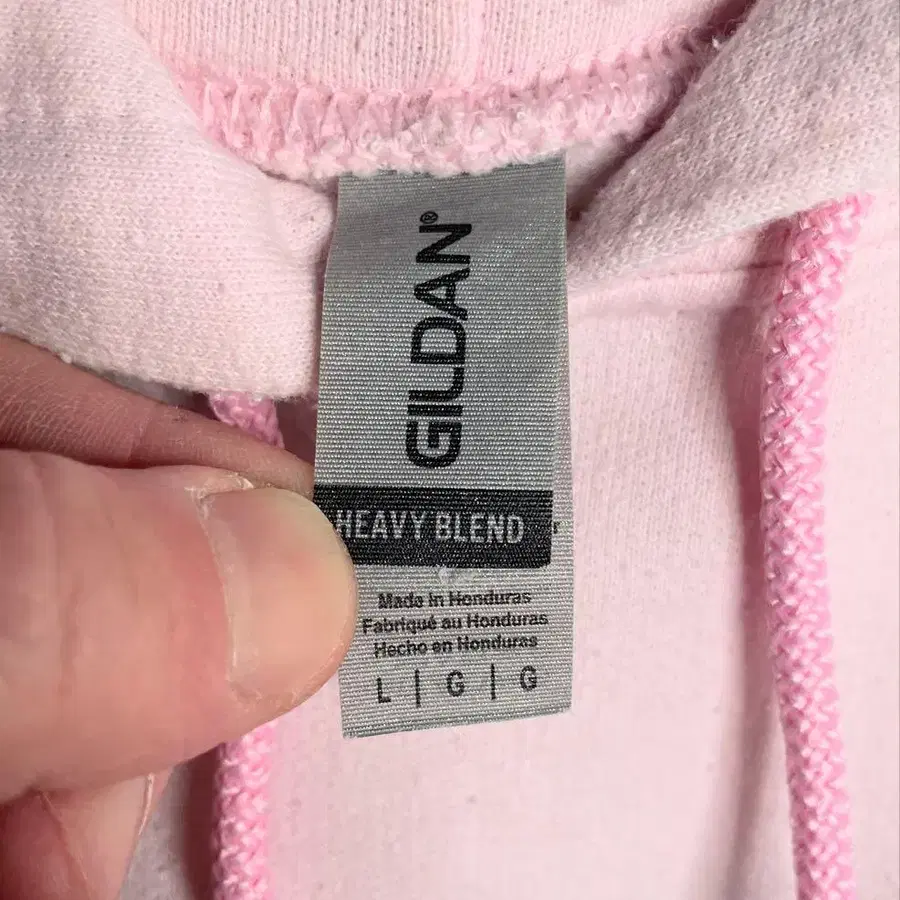 GILDAN®
HEAVY BLEND
Made in Honduras
Fabriqué au Honduras
Hecho en Honduras
L | G | G